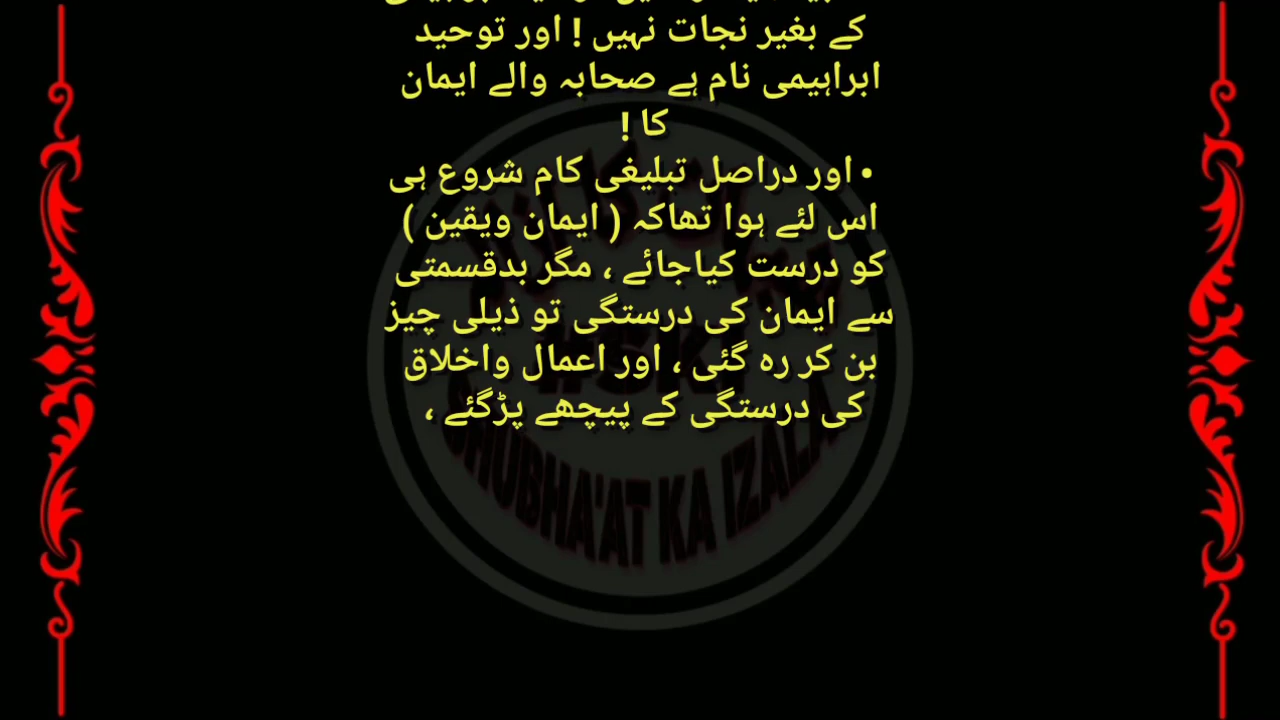 کے بغیر نجات نہیں ! اور توحید
ابراہیمی نام ہے صحابہ والے ایمان
کا !
• اور دراصل تبلیغی کام شروع ہی
اس لئے ہوا تھاکہ ( ایمان ویقین )
کو درست کیاجائے ، مگر بدقسمتی
سے ایمان کی درستگی تو ذیلی چیز
بن کر رہ گئی ، اور اعمال واخلاق
کی درستگی کے پیچھے پڑگئے ،
SHUBHA'AT KA IZALA